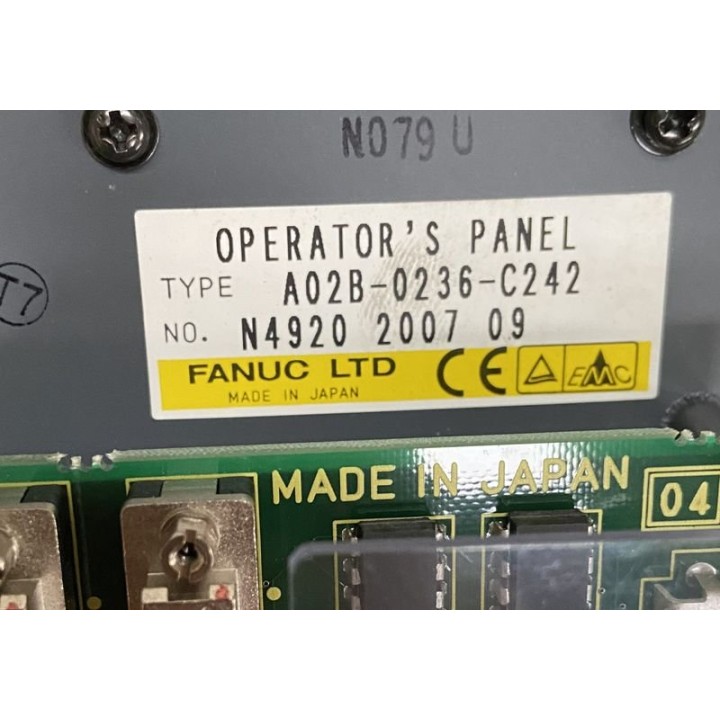 N079 U
OPERATOR'S PANEL
TYPE A02B-0236-C242
NO. N4920 2007 09
FANUC LTD CE EMC
MADE IN JAPAN
T7
MADE IN JAPAN 04